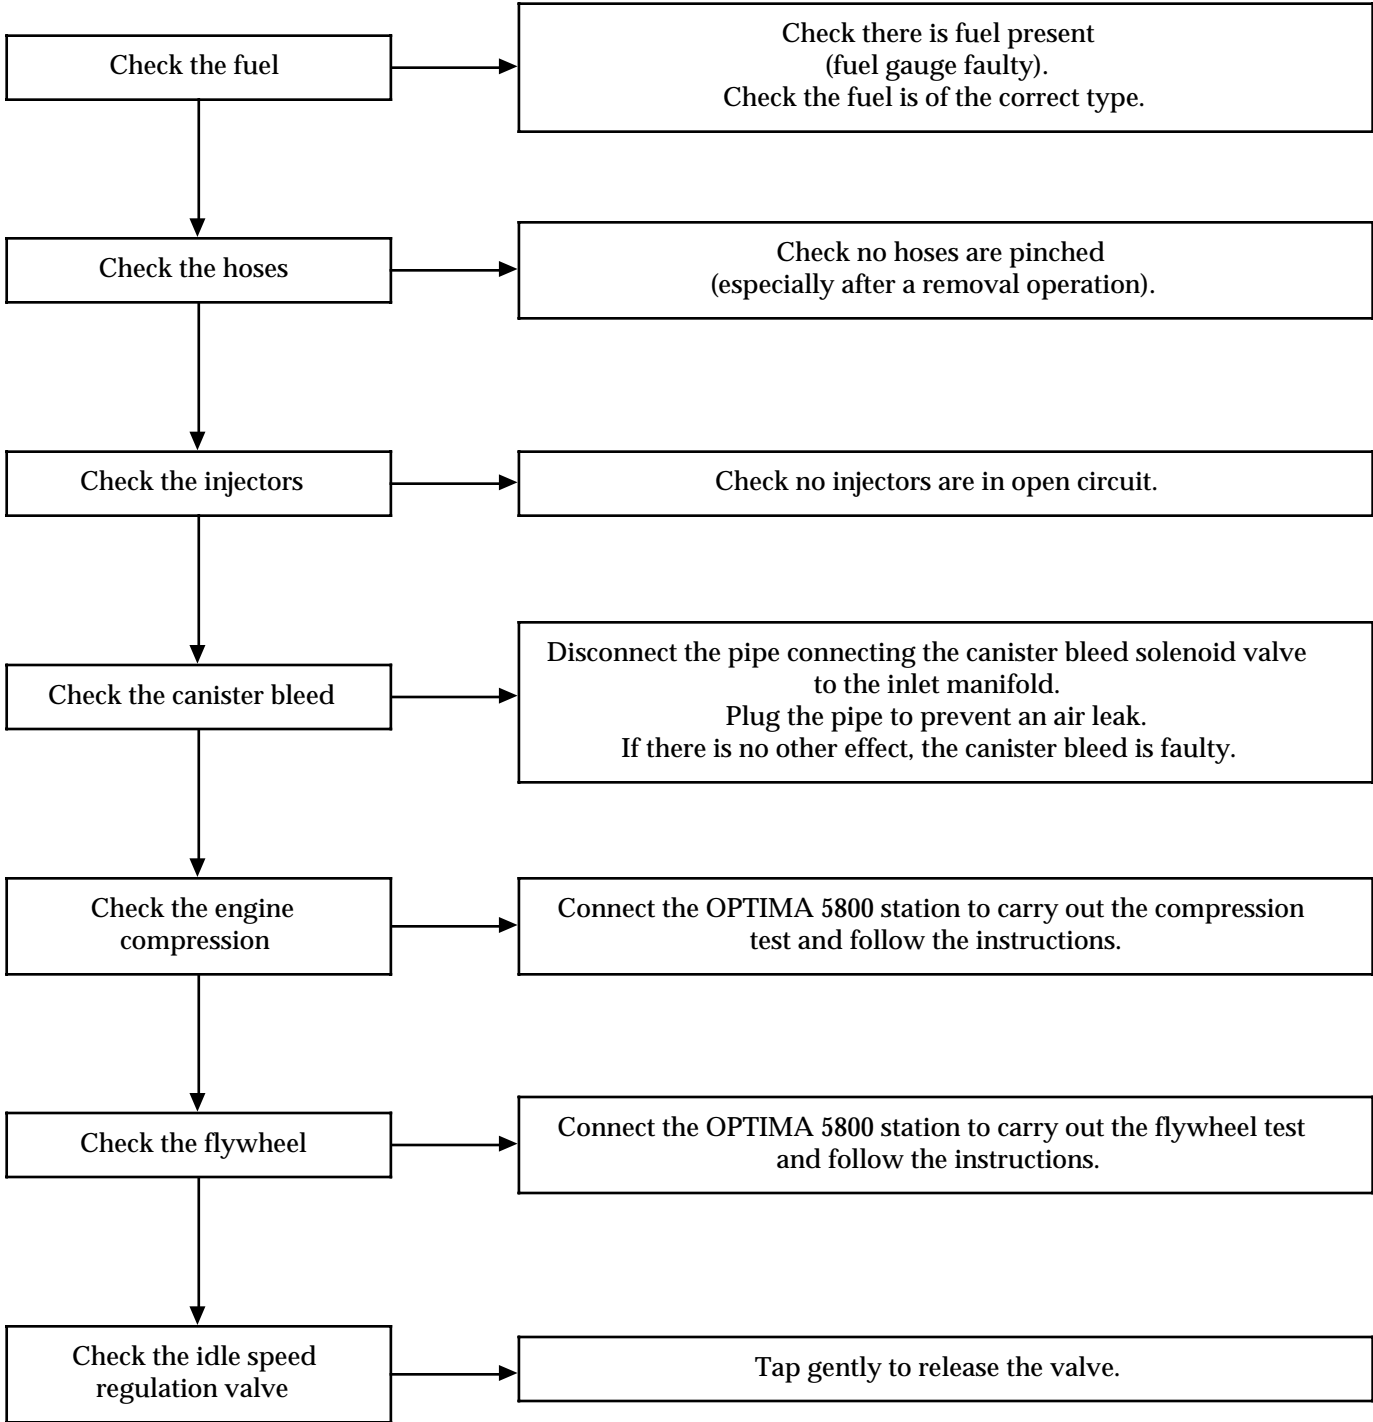 Check the fuel
Check there is fuel present
(fuel gauge faulty).
Check the fuel is of the correct type.
Check the hoses
Check no hoses are pinched
(especially after a removal operation).
Check the injectors
Check no injectors are in open circuit.
Check the canister bleed
Disconnect the pipe connecting the canister bleed solenoid valve
to the inlet manifold.
Plug the pipe to prevent an air leak.
If there is no other effect, the canister bleed is faulty.
Check the engine
compression
Connect the OPTIMA 5800 station to carry out the compression
test and follow the instructions.
Check the flywheel
Connect the OPTIMA 5800 station to carry out the flywheel test
and follow the instructions.
Check the idle speed
regulation valve
Tap gently to release the valve.